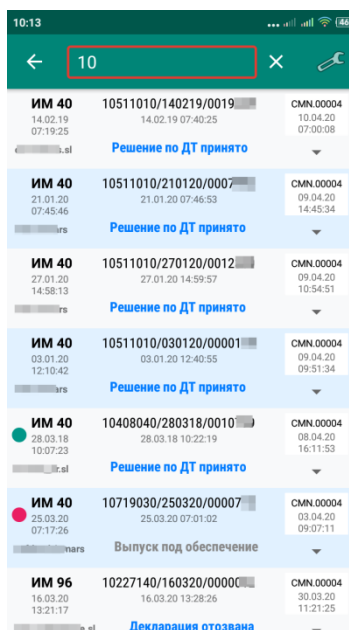 10:13 46
10
ИМ 40 10511010/140219/0019 CMN.00004
14.02.19 14.02.19 07:40:25 10.04.20
07:19:25 07:00:08
s.sl Решение по ДТ принято
ИМ 40 10511010/210120/0007 CMN.00004
21.01.20 21.01.20 07:46:53 09.04.20
07:45:46 14:45:34
rs Решение по ДТ принято
ИМ 40 10511010/270120/0012 CMN.00004
27.01.20 27.01.20 14:59:57 09.04.20
14:58:13 10:54:51
rs Решение по ДТ принято
ИМ 40 10511010/030120/00001 CMN.00004
03.01.20 03.01.20 12:40:55 09.04.20
12:10:42 09:51:34
ars Решение по ДТ принято
ИМ 40 10408040/280318/0010 CMN.00004
28.03.18 28.03.18 10:22:19 08.04.20
10:07:23 16:11:53
r.sl Решение по ДТ принято
ИМ 40 10719030/250320/00007 CMN.00004
25.03.20 25.03.20 07:01:02 03.04.20
07:17:26 09:07:11
mars Выпуск под обеспечение
ИМ 96 10227140/160320/00000 CMN.00004
16.03.20 16.03.20 13:28:26 30.03.20
13:21:17 11:21:25
Декларация отозвана